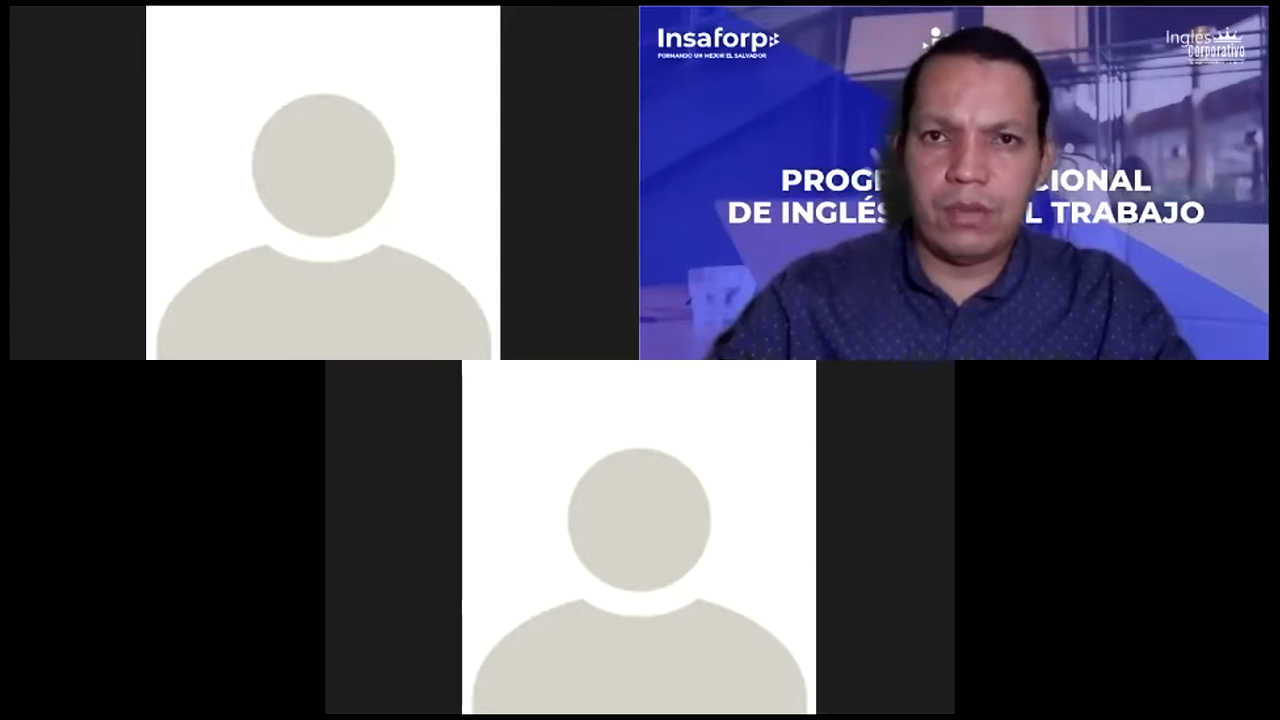 Insaforp
FORMANDO UN MEJOR EL SALVADOR
Inglés
Corporativo
PROG CIONAL
DE INGLÉS L TRABAJO